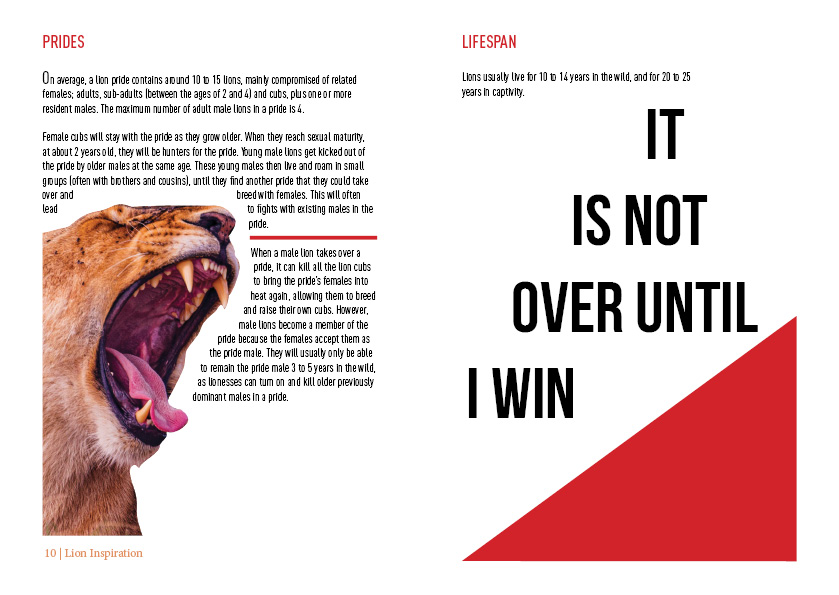 PRIDES
On average, a lion pride contains around 10 to 15 lions, mainly compromised of related
females; adults, sub-adults (between the ages of 2 and 4) and cubs, plus one or more
resident males. The maximum number of adult male lions in a pride is 4.
Female cubs will stay with the pride as they grow older. When they reach sexual maturity,
at about 2 years old, they will be hunters for the pride. Young male lions get kicked out of
the pride by older males at the same age. These young males then live and roam in small
groups (often with brothers and cousins), until they find another pride that they could take
over and breed with females. This will often
lead to fights with existing males in the
pride.
When a male lion takes over a
pride, it can kill all the lion cubs
to bring the pride's females into
heat again, allowing them to breed
and raise their own cubs. However,
male lions become a member of the
pride because the females accept them as
the pride male. They will usually only be able
to remain the pride male 3 to 5 years in the wild,
as lionesses can turn on and kill older previously
dominant males in a pride.
10 | Lion Inspiration
LIFESPAN
Lions usually live for 10 to 14 years in the wild, and for 20 to 25
years in captivity.
IT
IS NOT
OVER UNTIL
I WIN